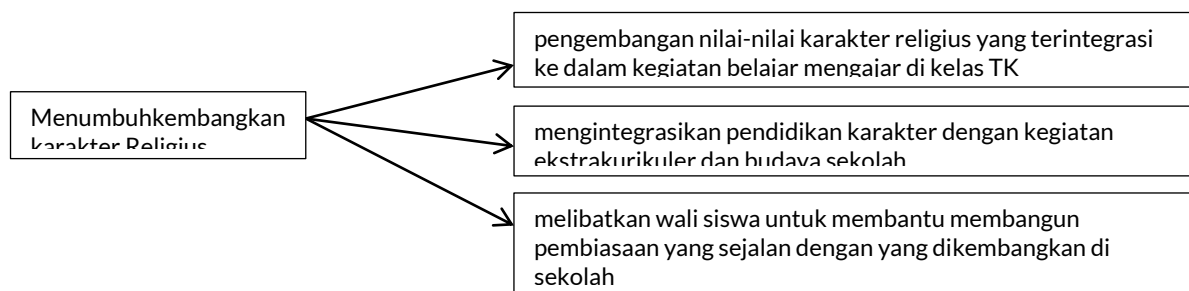 pengembangan nilai-nilai karakter religius yang terintegrasi
ke dalam kegiatan belajar mengajar di kelas TK
Menumbuhkembangkan
karakter Religius
mengintegrasikan pendidikan karakter dengan kegiatan
ekstrakurikuler dan budaya sekolah
melibatkan wali siswa untuk membantu membangun
pembiasaan yang sejalan dengan yang dikembangkan di
sekolah